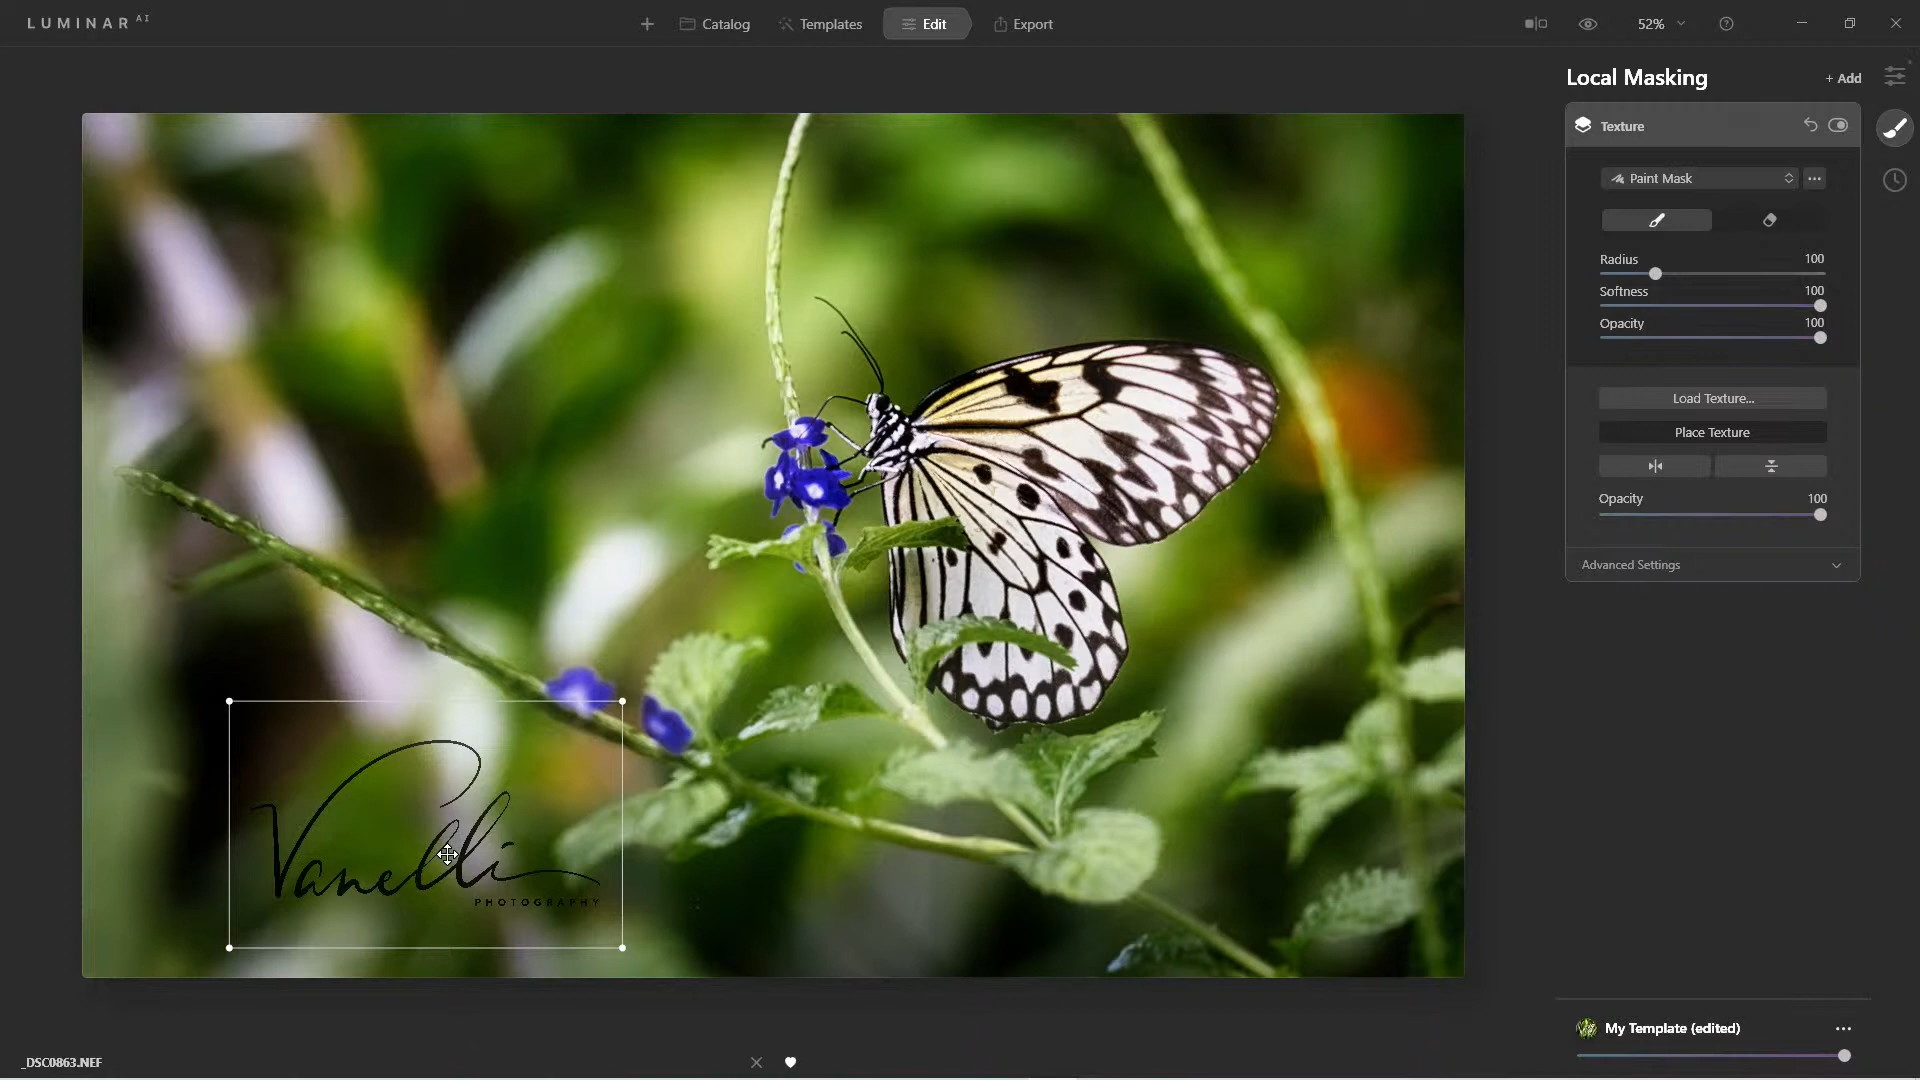 LUMINAR AI
Catalog
Templates
Edit
Export
52%
Local Masking
+ Add
Texture
Paint Mask
Radius 100
Softness 100
Opacity 100
Load Texture...
Place Texture
Opacity 100
Advanced Settings
Vanelli
PHOTOGRAPHY
My Template (edited)
_DSC0863.NEF